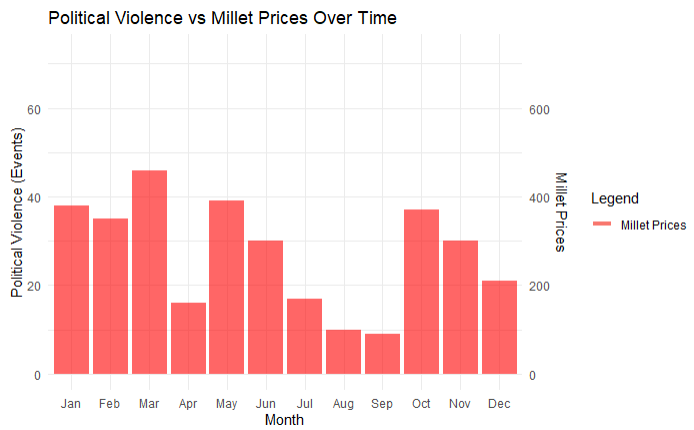 Political Violence vs Millet Prices Over Time
Political Violence (Events)
60
40
20
0
600
400
200
0
Millet Prices
Legend
Millet Prices
Jan Feb Mar Apr May Jun Jul Aug Sep Oct Nov Dec
Month